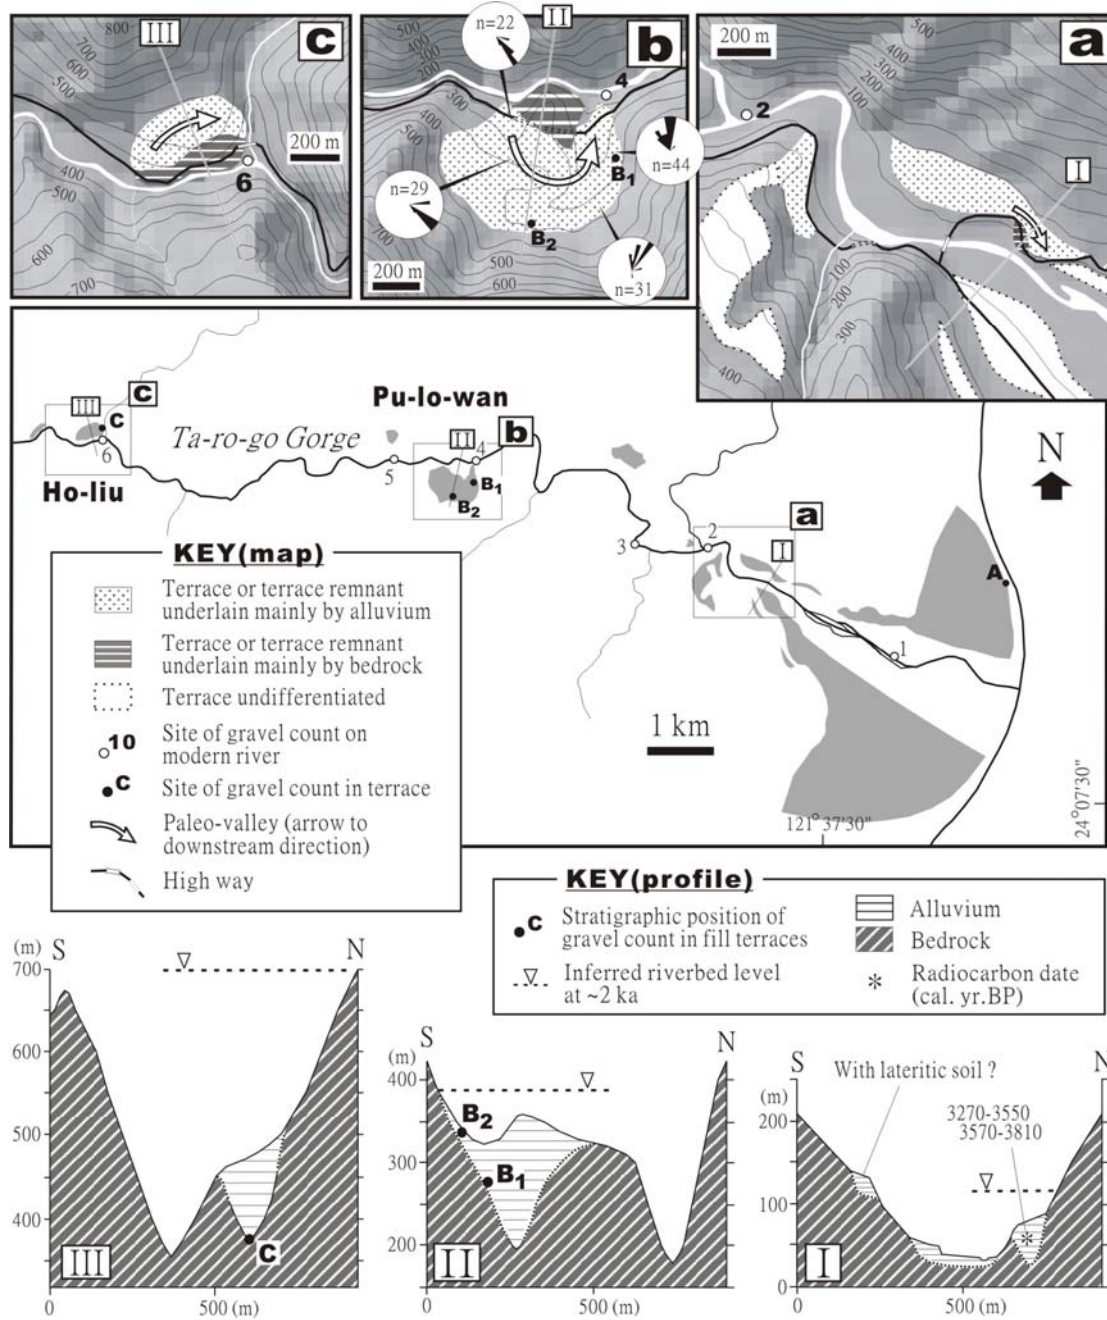 800
III
c
700
600
500
200 m
400
500
6
600
700
n=22
II
b
500
400
300
200
4
300
400
500
n=44
B1
n=29
B2
500
600
200 m
n=31
200 m
a
500
400
300
200
100
2
I
100
100
200
300
400
III
c
C
6
Ho-liu
Ta-ro-go Gorge
Pu-lo-wan
II
b
4
5
B1
B2
3
2
a
I
1
A
N
1 km
121°37'30"
24°07'30"
KEY(map)
Terrace or terrace remnant
underlain mainly by alluvium
Terrace or terrace remnant
underlain mainly by bedrock
Terrace undifferentiated
10
Site of gravel count on
modern river
C
Site of gravel count in terrace
Paleo-valley (arrow to
downstream direction)
High way
KEY(profile)
C
Stratigraphic position of
gravel count in fill terraces
Inferred riverbed level
at ~2 ka
Alluvium
Bedrock
* Radiocarbon date
(cal. yr.BP)
(m)
S
N
700
600
500
400
C
III
0
500 (m)
S
N
(m)
400
300
200
B2
B1
II
0
500 (m)
S
N
(m)
200
100
0
With lateritic soil ?
3270-3550
3570-3810
*
I
0
500 (m)